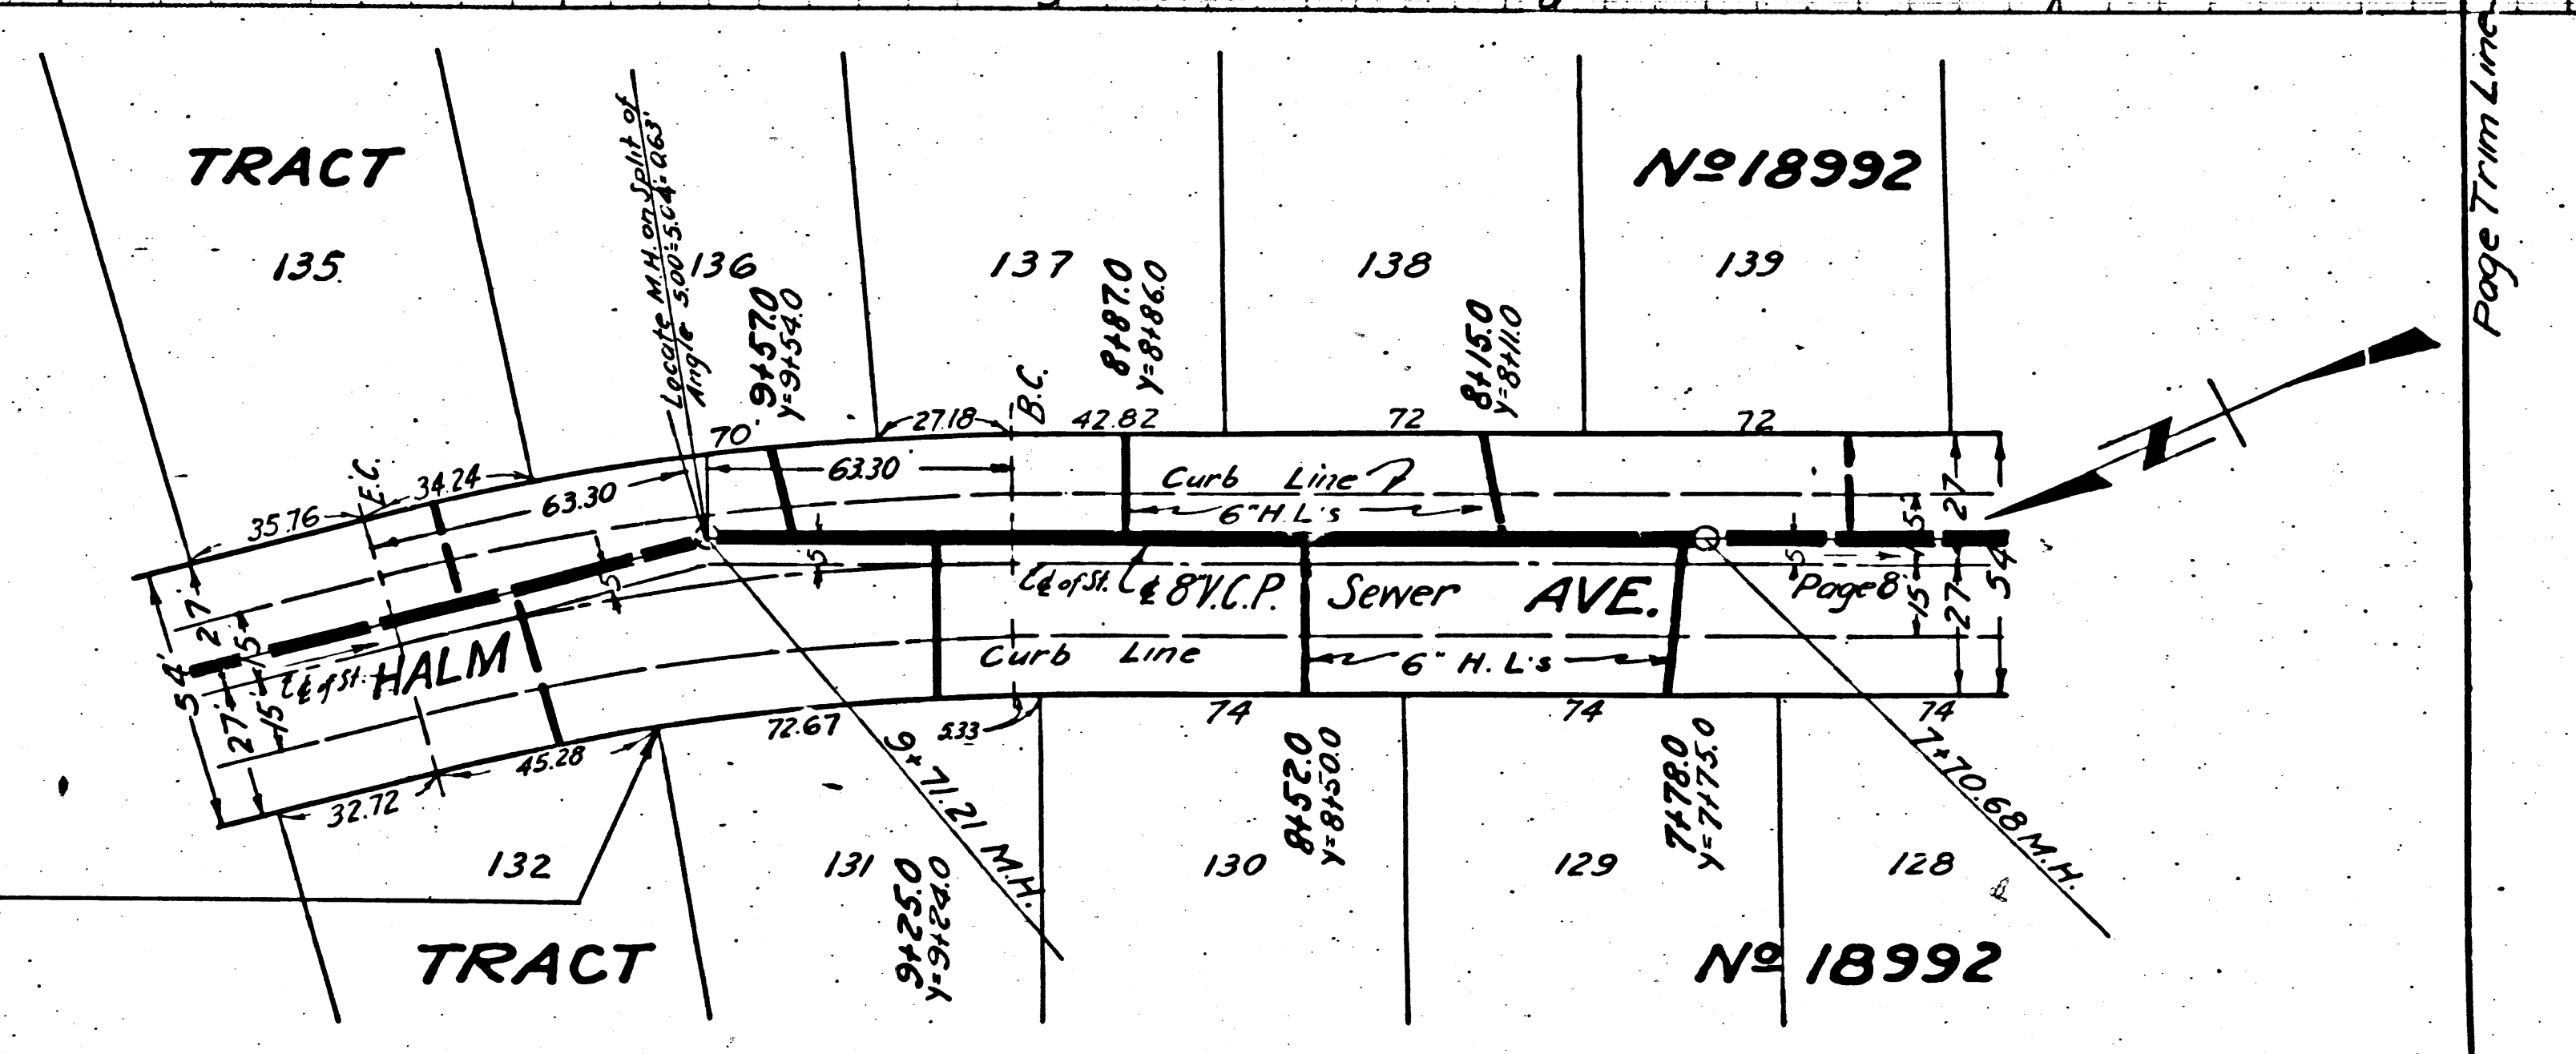 Page Trim Line
TRACT
No 18992
135
136
137
138
139
Locate M.H. on Split of
Angle 5.00'=5.C4=0.63'
9+57.0
y=9+54.0
8+87.0
y=8+86.0
8+15.0
y=8+11.0
B.C.
E.C.
35.76
34.24
70'
27.18
42.82
72
72
63.30
63.30
Curb Line
6" H.L's
27
15
54
5
5
5
27'
15
54'
27'
15
℄ of St.
HALM
℄ of St.
℄ 8" V.C.P. Sewer
AVE.
Page 8
15
27
Curb Line
6" H.L's
32.72
45.28
72.67
5.33
74
74
74
9+71.21 M.H.
7+70.68 M.H.
8+52.0
y=8+50.0
7+78.0
y=7+75.0
9+25.0
y=9+24.0
132
131
130
129
128
TRACT
No 18992